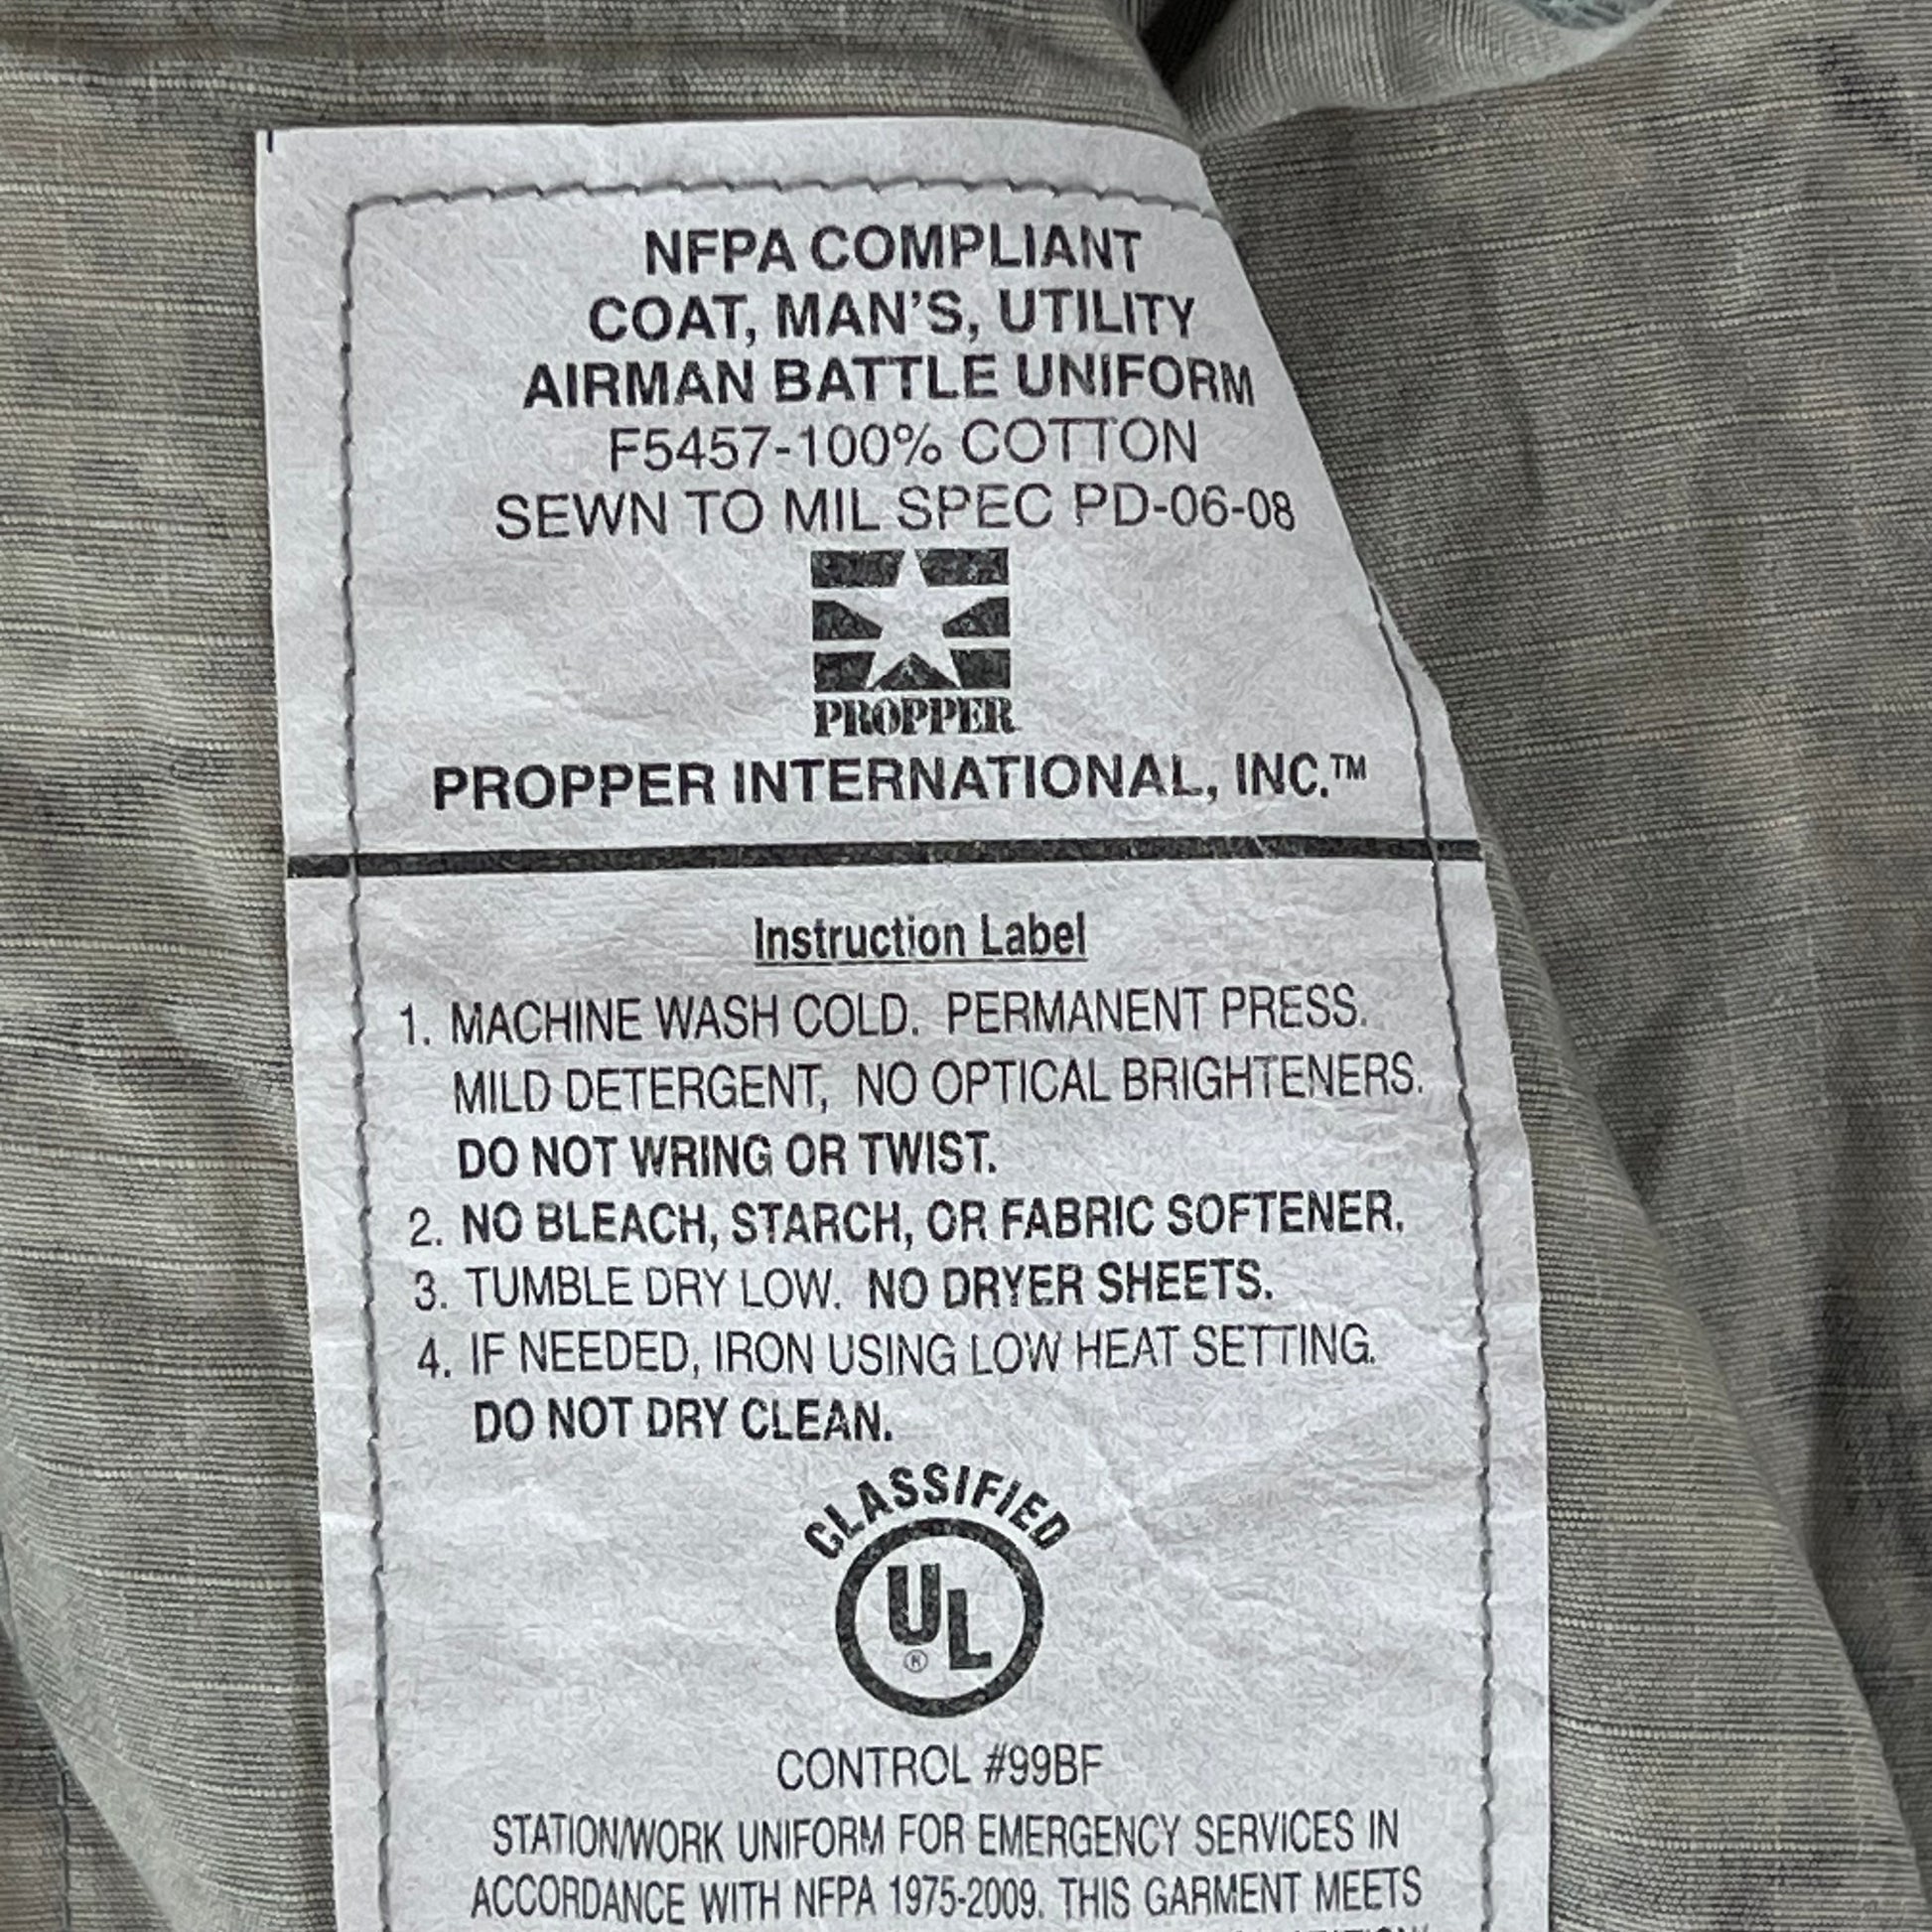 NFPA COMPLIANT
COAT, MAN'S, UTILITY
AIRMAN BATTLE UNIFORM
F5457-100% COTTON
SEWN TO MIL SPEC PD-06-08
PROPPER
PROPPER INTERNATIONAL, INC.™
Instruction Label
1. MACHINE WASH COLD. PERMANENT PRESS.
MILD DETERGENT, NO OPTICAL BRIGHTENERS.
DO NOT WRING OR TWIST.
2. NO BLEACH, STARCH, OR FABRIC SOFTENER.
3. TUMBLE DRY LOW. NO DRYER SHEETS.
4. IF NEEDED, IRON USING LOW HEAT SETTING.
DO NOT DRY CLEAN.
CLASSIFIED
UL
®
CONTROL #99BF
STATION/WORK UNIFORM FOR EMERGENCY SERVICES IN
ACCORDANCE WITH NFPA 1975-2009. THIS GARMENT MEETS